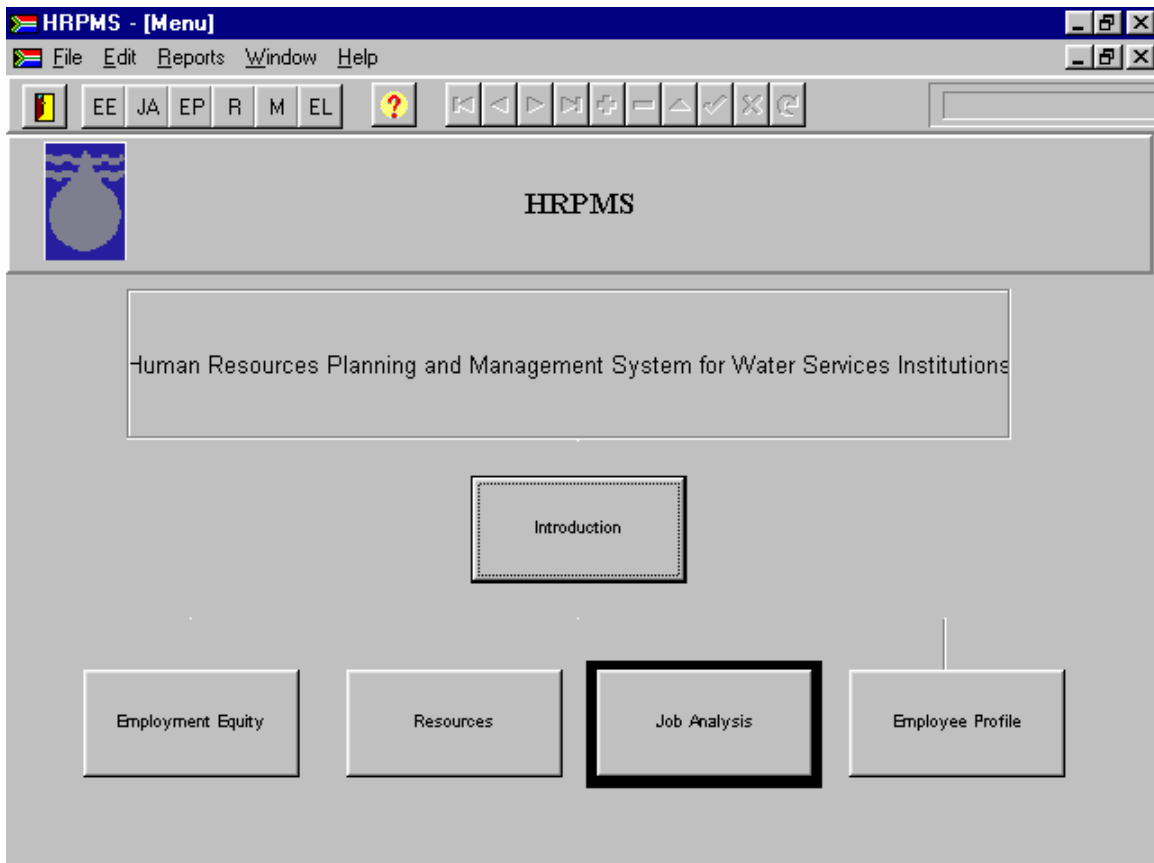 HRPMS - [Menu]
File Edit Reports Window Help
EE JA EP R M EL ?
HRPMS
Human Resources Planning and Management System for Water Services Institutions
Introduction
Employment Equity Resources Job Analysis Employee Profile